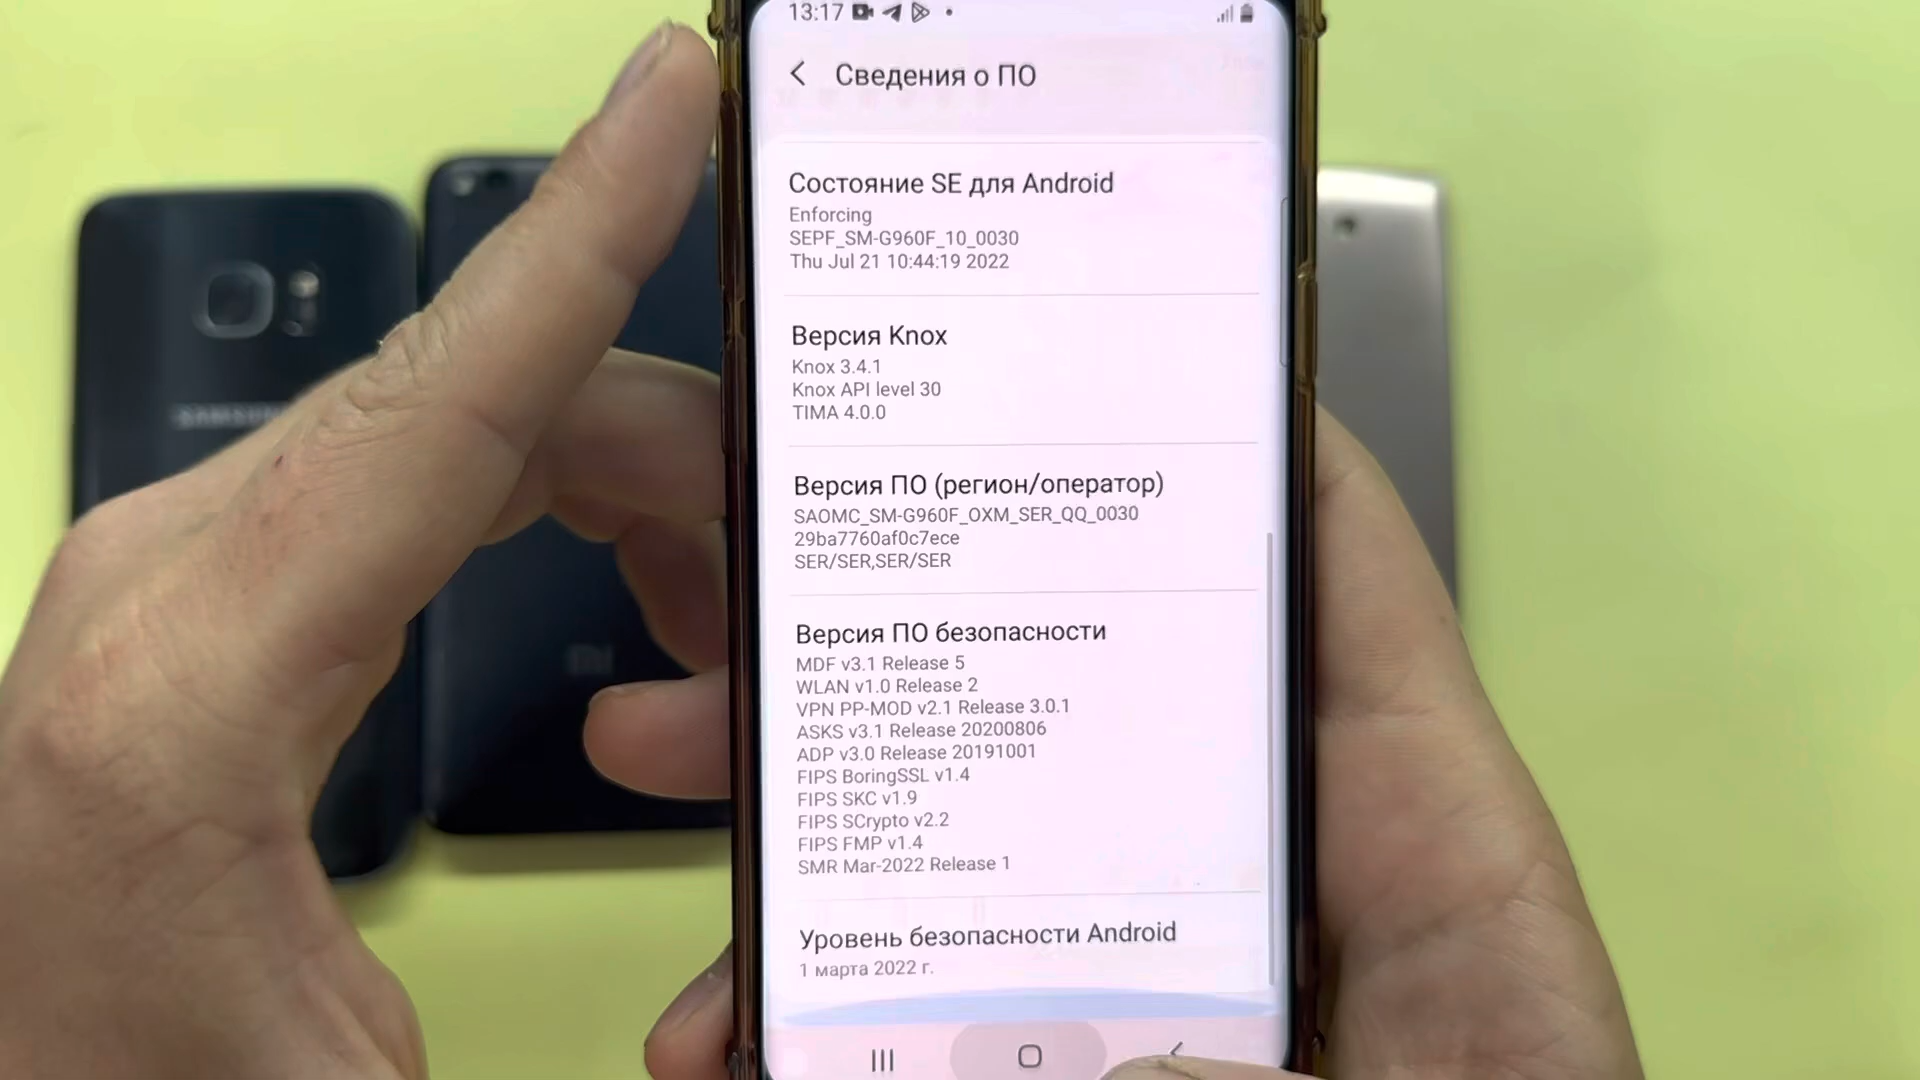 13:17
Сведения о ПО
Состояние SE для Android
Enforcing
SEPF_SM-G960F_10_0030
Thu Jul 21 10:44:19 2022
Версия Knox
Knox 3.4.1
Knox API level 30
TIMA 4.0.0
Версия ПО (регион/оператор)
SAOMC_SM-G960F_OXM_SER_QQ_0030
29ba7760af0c7ece
SER/SER,SER/SER
Версия ПО безопасности
MDF v3.1 Release 5
WLAN v1.0 Release 2
VPN PP-MOD v2.1 Release 3.0.1
ASKS v3.1 Release 20200806
ADP v3.0 Release 20191001
FIPS BoringSSL v1.4
FIPS SKC v1.9
FIPS SCrypto v2.2
FIPS FMP v1.4
SMR Mar-2022 Release 1
Уровень безопасности Android
1 марта 2022 г.
SAMSUNG